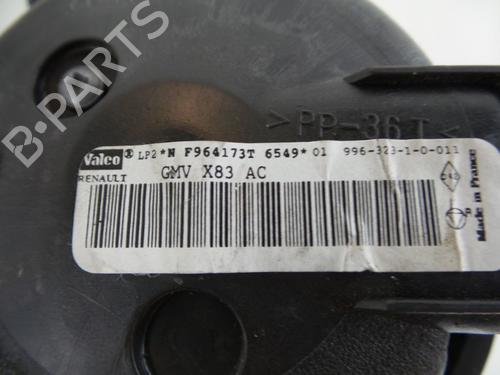 B-PARTS
>PP-36T<
Valeo LP2*N F964173T 6549*01 996-323-1-0-011
RENAULT GMV X83 AC
Made in France